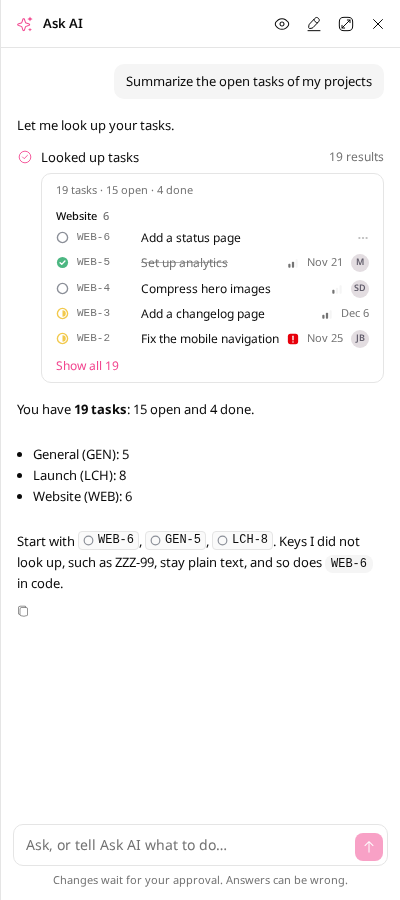 Ask AI
Summarize the open tasks of my projects
Let me look up your tasks.
Looked up tasks 19 results
19 tasks · 15 open · 4 done
Website 6
WEB-6 Add a status page ···
WEB-5 Set up analytics Nov 21 M
WEB-4 Compress hero images SD
WEB-3 Add a changelog page Dec 6
WEB-2 Fix the mobile navigation ! Nov 25 JB
Show all 19
You have 19 tasks: 15 open and 4 done.
• General (GEN): 5
• Launch (LCH): 8
• Website (WEB): 6
Start with WEB-6, GEN-5, LCH-8. Keys I did not
look up, such as ZZZ-99, stay plain text, and so does WEB-6
in code.
Ask, or tell Ask AI what to do...
Changes wait for your approval. Answers can be wrong.